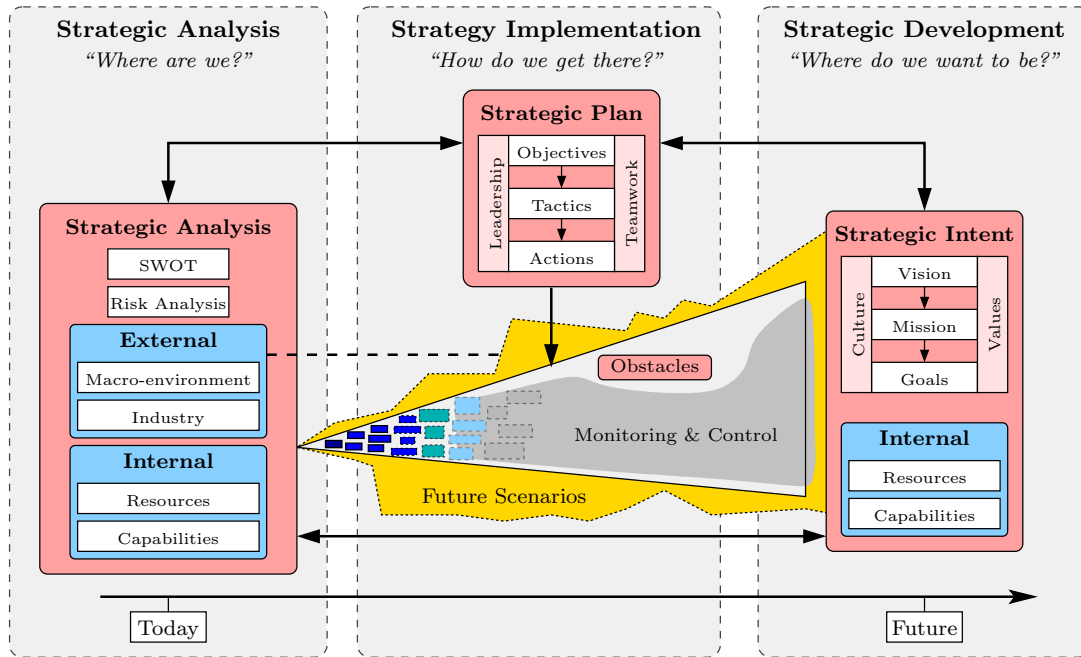 Strategic Analysis
“Where are we?”
Strategy Implementation
“How do we get there?”
Strategic Development
“Where do we want to be?”
Strategic Plan
Leadership
Objectives
Tactics
Actions
Teamwork
Strategic Analysis
SWOT
Risk Analysis
External
Macro-environment
Industry
Internal
Resources
Capabilities
Obstacles
Monitoring & Control
Future Scenarios
Strategic Intent
Culture
Vision
Mission
Goals
Values
Internal
Resources
Capabilities
Today
Future